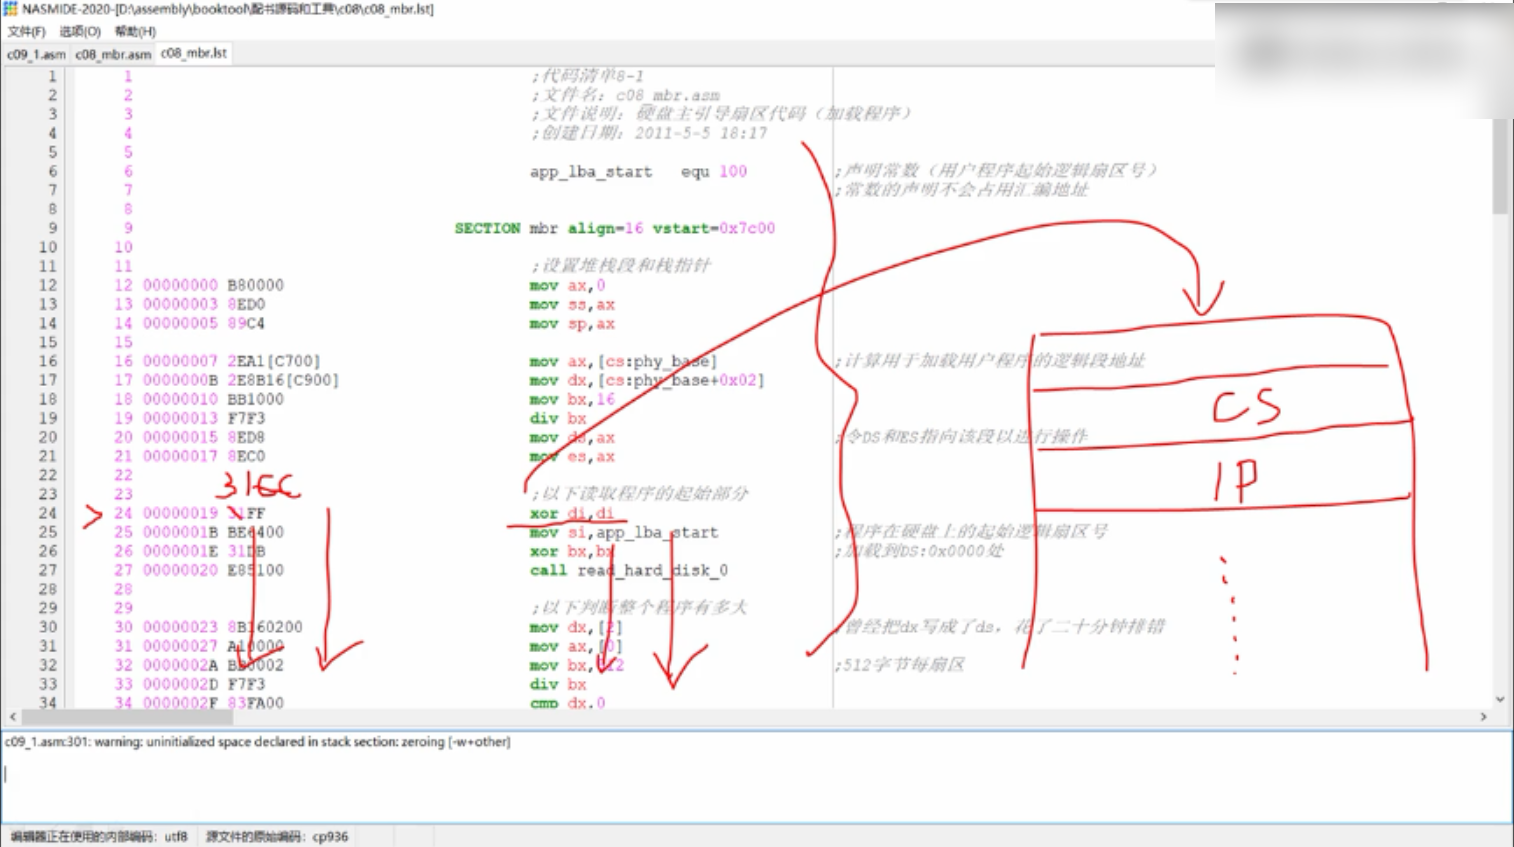 NASMIDE-2020-[D:\assembly\booktool\配书源码和工具\c08\c08_mbr.lst]
文件(F) 选项(O) 帮助(H)
c09_1.asm c08_mbr.asm c08_mbr.lst
1 1 ;代码清单8-1
2 2 ;文件名: c08_mbr.asm
3 3 ;文件说明: 硬盘主引导扇区代码（加载程序）
4 4 ;创建日期: 2011-5-5 18:17
5 5
6 6 app_lba_start equ 100 ;声明常数（用户程序起始逻辑扇区号）
7 7 ;常数的声明不会占用汇编地址
8 8
9 9 SECTION mbr align=16 vstart=0x7c00
10 10
11 11 ;设置堆栈段和栈指针
12 12 00000000 B80000 mov ax,0
13 13 00000003 8ED0 mov ss,ax
14 14 00000005 89C4 mov sp,ax
15 15
16 16 00000007 2EA1[C700] mov ax,[cs:phy_base] ;计算用于加载用户程序的逻辑段地址
17 17 0000000B 2E8B16[C900] mov dx,[cs:phy_base+0x02]
18 18 00000010 BB1000 mov bx,16
19 19 00000013 F7F3 div bx
20 20 00000015 8ED8 mov ds,ax ;令DS和ES指向该段以进行操作
21 21 00000017 8EC0 mov es,ax
22 22
23 23 ;以下读取程序的起始部分
24 24 00000019 31FF xor di,di
25 25 0000001B BE6400 mov si,app_lba_start ;程序在硬盘上的起始逻辑扇区号
26 26 0000001E 31DB xor bx,bx ;加载到DS:0x0000处
27 27 00000020 E85100 call read_hard_disk_0
28 28
29 29 ;以下判断整个程序有多大
30 30 00000023 8B160200 mov dx,[2] ;曾经把dx写成了ds，花了二十分钟排错
31 31 00000027 A10000 mov ax,[0]
32 32 0000002A BB0002 mov bx,512 ;512字节每扇区
33 33 0000002D F7F3 div bx
34 34 0000002F 83FA00 cmp dx,0
CS
IP
c09_1.asm:301: warning: uninitialized space declared in stack section: zeroing [-w+other]
编辑器正在使用的内部编码: utf8 源文件的原始编码: cp936